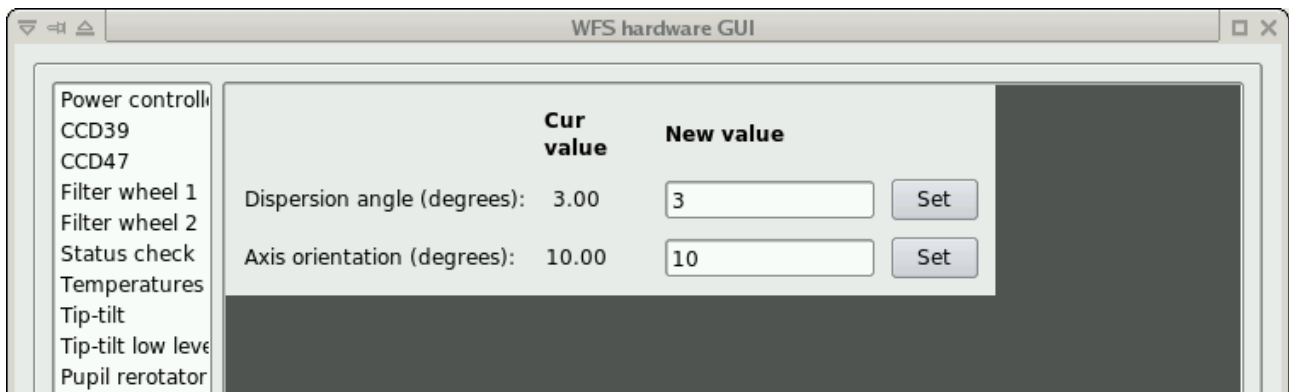 WFS hardware GUI
Power controlle
CCD39
CCD47
Filter wheel 1
Filter wheel 2
Status check
Temperatures
Tip-tilt
Tip-tilt low leve
Pupil rerotator
Cur value New value
Dispersion angle (degrees): 3.00 3 Set
Axis orientation (degrees): 10.00 10 Set